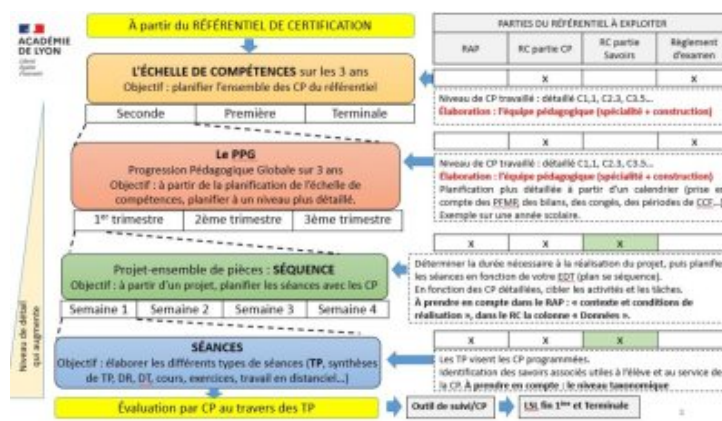 ACADÉMIE
DE LYON
Liberté
Égalité
Fraternité
À partir du RÉFÉRENTIEL DE CERTIFICATION
PARTIES DU RÉFÉRENTIEL À EXPLOITER
RAP
RC partie CP
RC partie Savoirs
Règlement d'examen
L'ÉCHELLE DE COMPÉTENCES sur les 3 ans
Objectif : planifier l'ensemble des CP du référentiel
X X
Niveau de CP travaillé : détaillé C1.1, C2.3, C3.5...
Élaboration : l'équipe pédagogique (spécialité + construction)
Seconde Première Terminale
Le PPG
Progression Pédagogique Globale sur 3 ans
Objectif : à partir de la planification de l'échelle de
compétences, planifier à un niveau plus détaillé.
X X
Niveau de CP travaillé : détaillé C1.1, C2.3, C3.5...
Élaboration : l'équipe pédagogique (spécialité + construction)
Planification plus détaillée à partir d'un calendrier (prise en
compte des PFMP, des bilans, des congés, des périodes de CCF...)
Exemple sur une année scolaire.
1er trimestre 2ème trimestre 3ème trimestre
Projet-ensemble de pièces : SÉQUENCE
Objectif : à partir d'un projet, planifier les séances avec les CP
X X X
Déterminer la durée nécessaire à la réalisation du projet, puis planifier
les séances en fonction de votre EDT (plan se séquence).
En fonction des CP détaillées, cibler les activités et les tâches.
À prendre en compte dans le RAP : « contexte et conditions de
réalisation », dans le RC la colonne « Données ».
Semaine 1 Semaine 2 Semaine 3 Semaine 4
SÉANCES
Objectif : élaborer les différents types de séances (TP, synthèses
de TP, DR, DT, cours, exercices, travail en distanciel...)
X X X
Les TP visent les CP programmées.
Identification des savoirs associés utiles à l'élève et au service de
la CP. À prendre en compte : le niveau taxonomique
Niveau de détail
qui augmente
Évaluation par CP au travers des TP
Outil de suivi/CP
LSL fin 1ère et Terminale